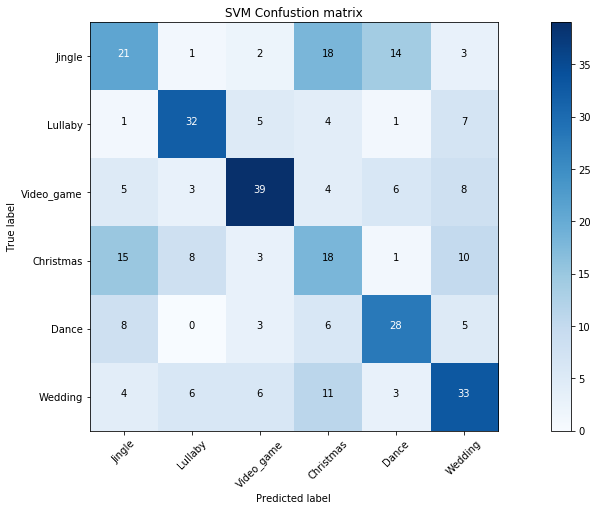 SVM Confustion matrix
Jingle 21 1 2 18 14 3
Lullaby 1 32 5 4 1 7
Video_game 5 3 39 4 6 8
Christmas 15 8 3 18 1 10
Dance 8 0 3 6 28 5
Wedding 4 6 6 11 3 33
Jingle Lullaby Video_game Christmas Dance Wedding
True label
Predicted label
35
30
25
20
15
10
5
0